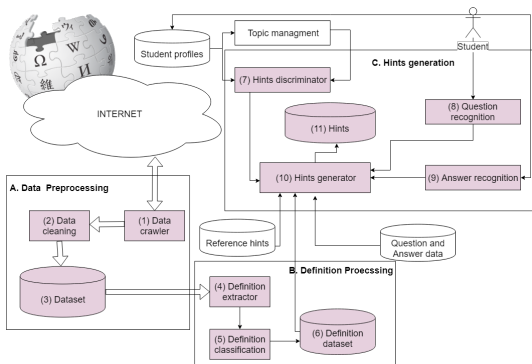 Ω
W
И
維
Student profiles
Topic managment
Student
C. Hints generation
(7) Hints discriminator
(8) Question
recognition
(11) Hints
INTERNET
(10) Hints generator
(9) Answer recognition
A. Data Preprocessing
(2) Data
cleaning
(1) Data
crawler
Reference hints
Question and
Answer data
(3) Dataset
B. Definition Proecssing
(4) Definition
extractor
(5) Definition
classification
(6) Definition
dataset